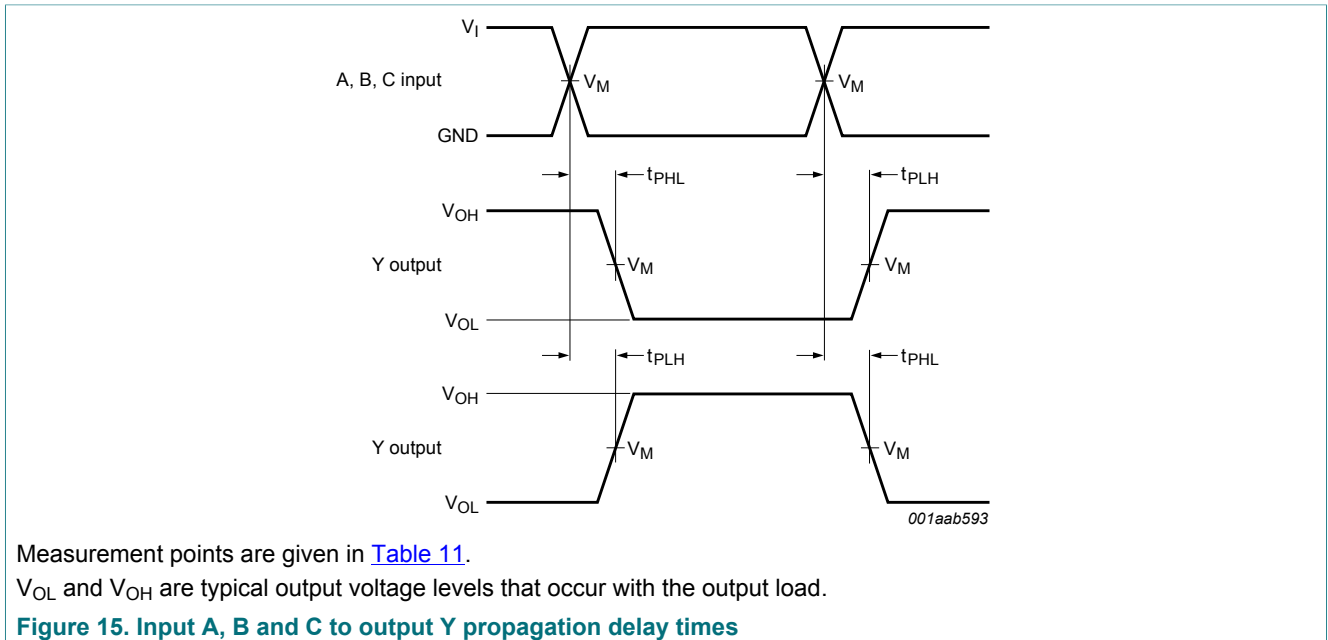 V_I
A, B, C input
V_M V_M
GND
t_PHL t_PLH
V_OH
Y output V_M V_M
V_OL
t_PLH t_PHL
V_OH
Y output V_M V_M
V_OL
001aab593
Measurement points are given in Table 11.
V_OL and V_OH are typical output voltage levels that occur with the output load.
Figure 15. Input A, B and C to output Y propagation delay times